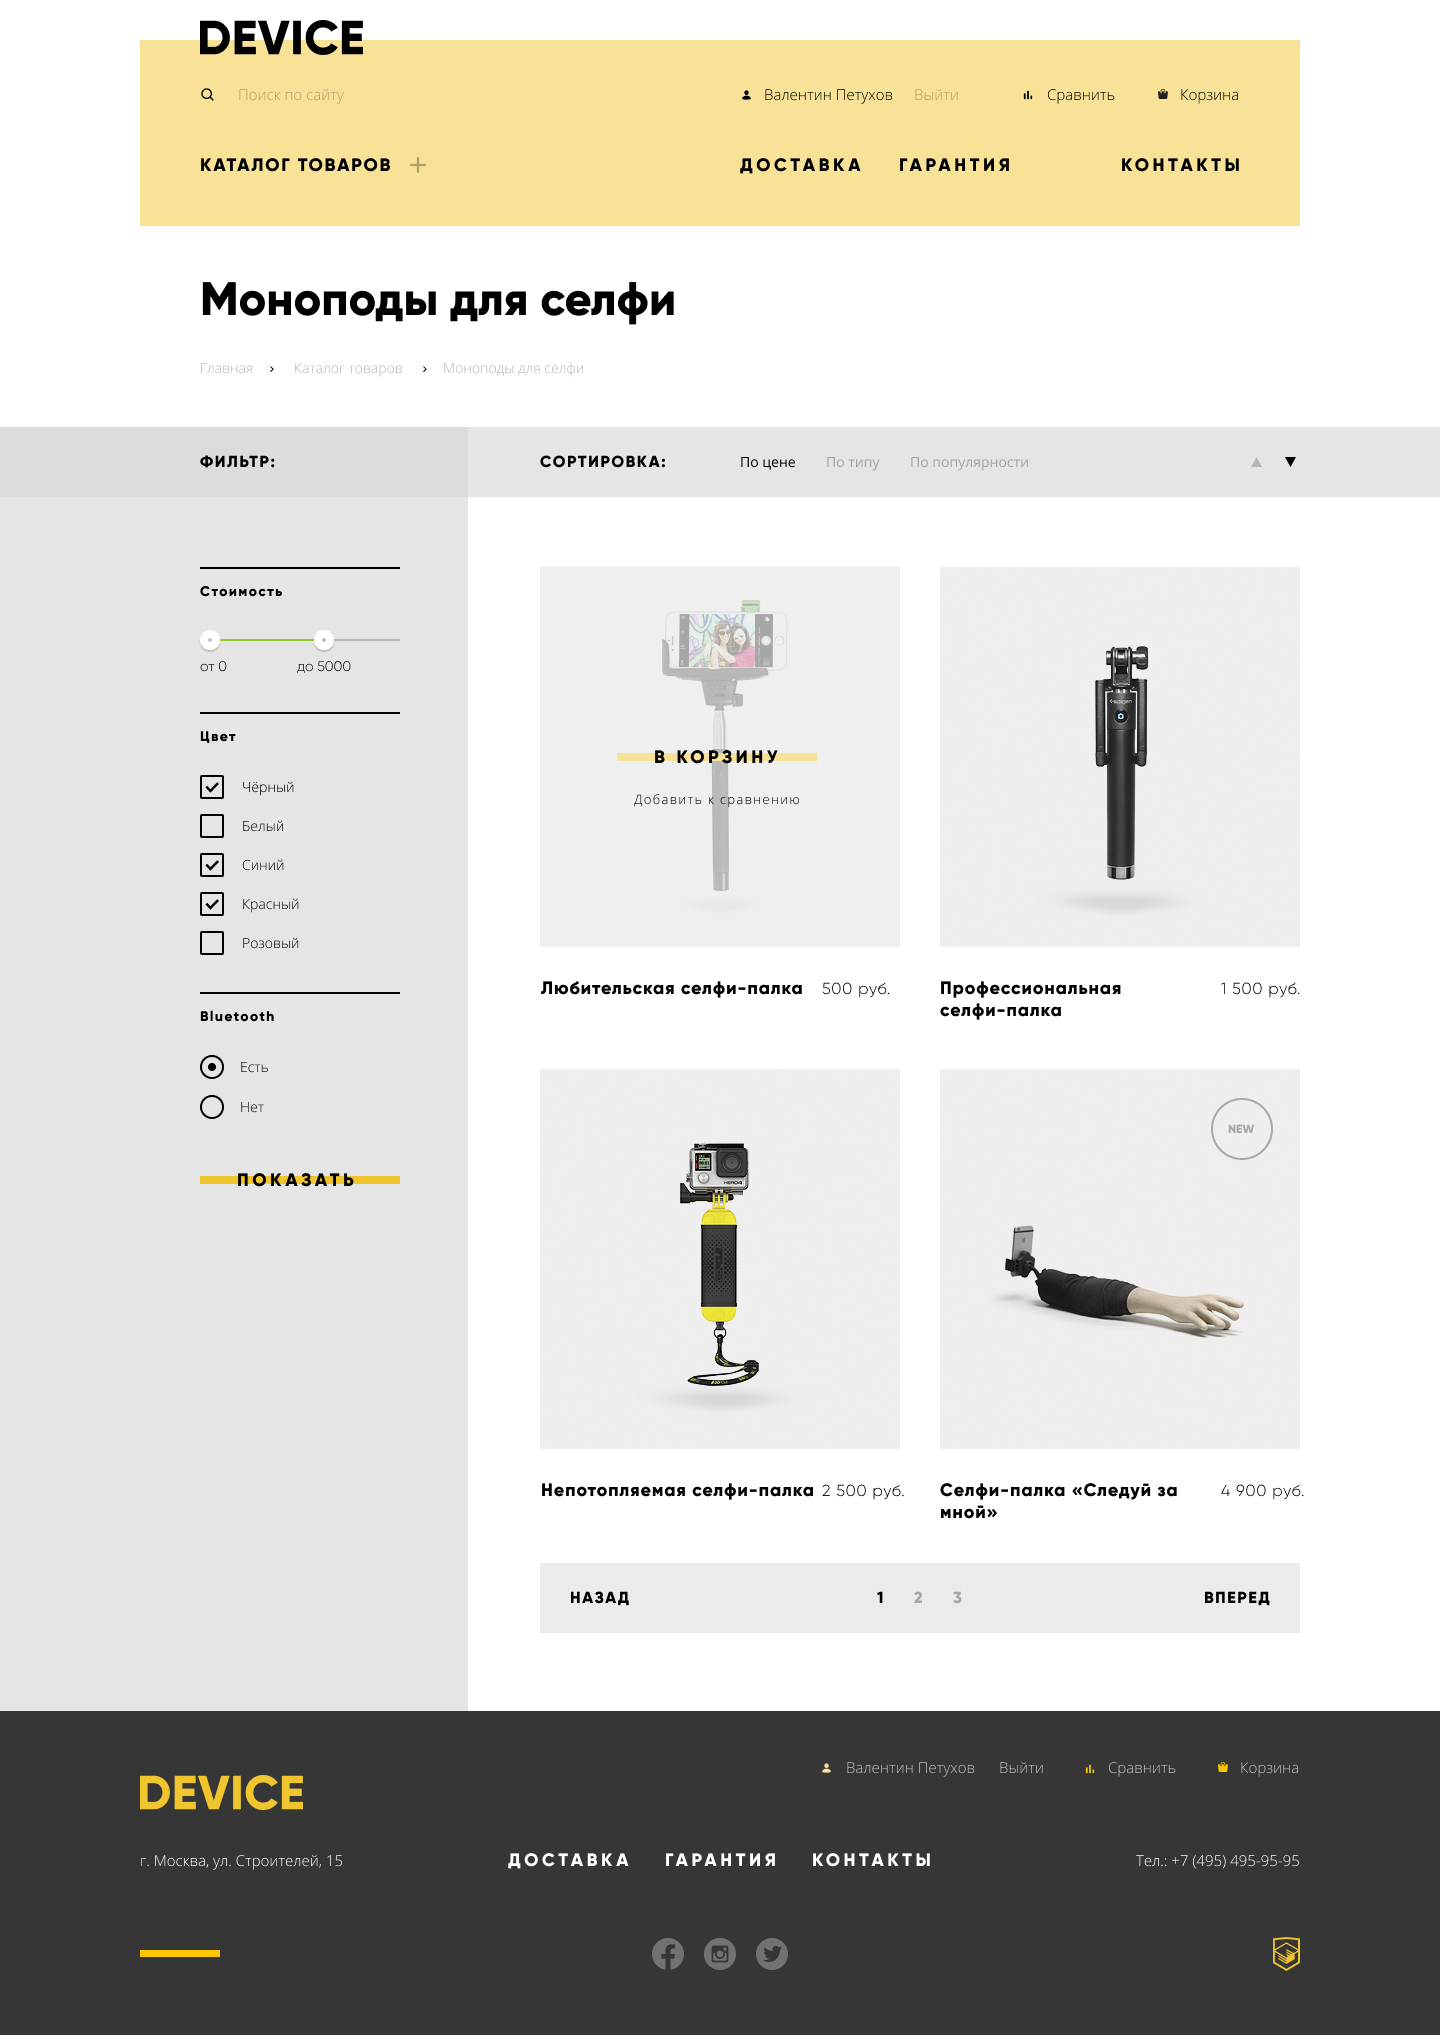 DEVICE
Поиск по сайту
Валентин Петухов Выйти Сравнить Корзина
КАТАЛОГ ТОВАРОВ
ДОСТАВКА ГАРАНТИЯ КОНТАКТЫ
Моноподы для селфи
Главная › Каталог товаров › Моноподы для селфи
ФИЛЬТР:
СОРТИРОВКА: По цене По типу По популярности
Стоимость
от 0 до 5000
Цвет
Чёрный
Белый
Синий
Красный
Розовый
Bluetooth
Есть
Нет
ПОКАЗАТЬ
В КОРЗИНУ
Добавить к сравнению
Любительская селфи-палка 500 руб.
spigen
Профессиональная 1 500 руб.
селфи-палка
HERO4
Непотопляемая селфи-палка 2 500 руб.
NEW
Селфи-палка «Следуй за 4 900 руб.
мной»
НАЗАД 1 2 3 ВПЕРЕД
Валентин Петухов Выйти Сравнить Корзина
DEVICE
г. Москва, ул. Строителей, 15
ДОСТАВКА ГАРАНТИЯ КОНТАКТЫ
Тел.: +7 (495) 495-95-95